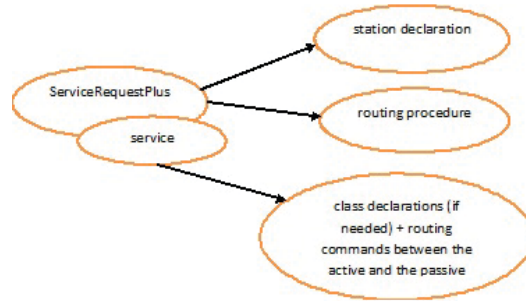 station declaration
ServiceRequestPlus
routing procedure
service
class declarations (if
needed) + routing
commands between the
active and the passive